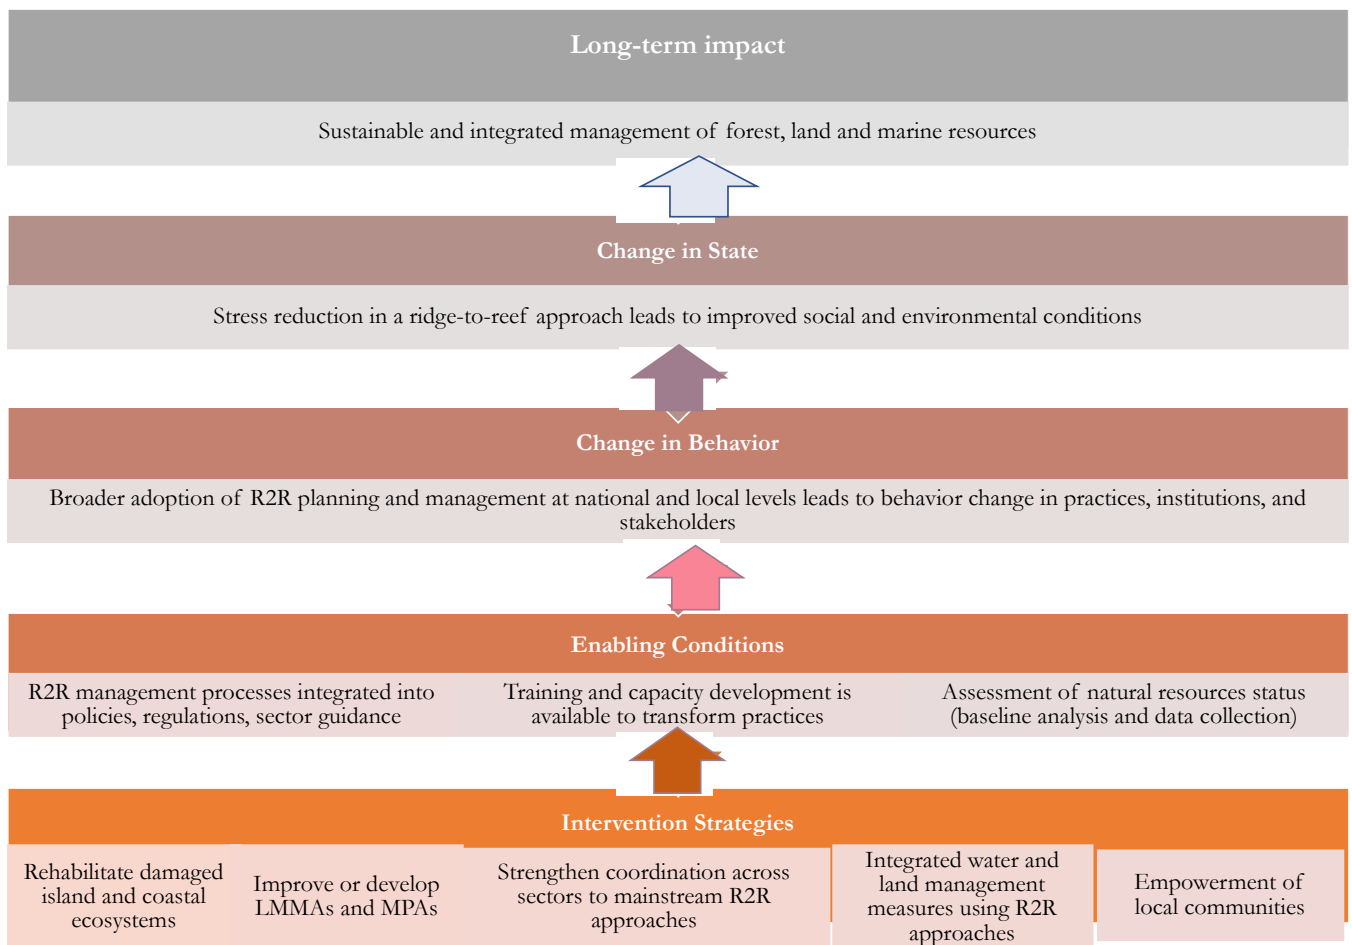 Long-term impact
Sustainable and integrated management of forest, land and marine resources
Change in State
Stress reduction in a ridge-to-reef approach leads to improved social and environmental conditions
Change in Behavior
Broader adoption of R2R planning and management at national and local levels leads to behavior change in practices, institutions, and
stakeholders
Enabling Conditions
R2R management processes integrated into
policies, regulations, sector guidance
Training and capacity development is
available to transform practices
Assessment of natural resources status
(baseline analysis and data collection)
Intervention Strategies
Rehabilitate damaged
island and coastal
ecosystems
Improve or develop
LMMAs and MPAs
Strengthen coordination across
sectors to mainstream R2R
approaches
Integrated water and
land management
measures using R2R
approaches
Empowerment of
local communities